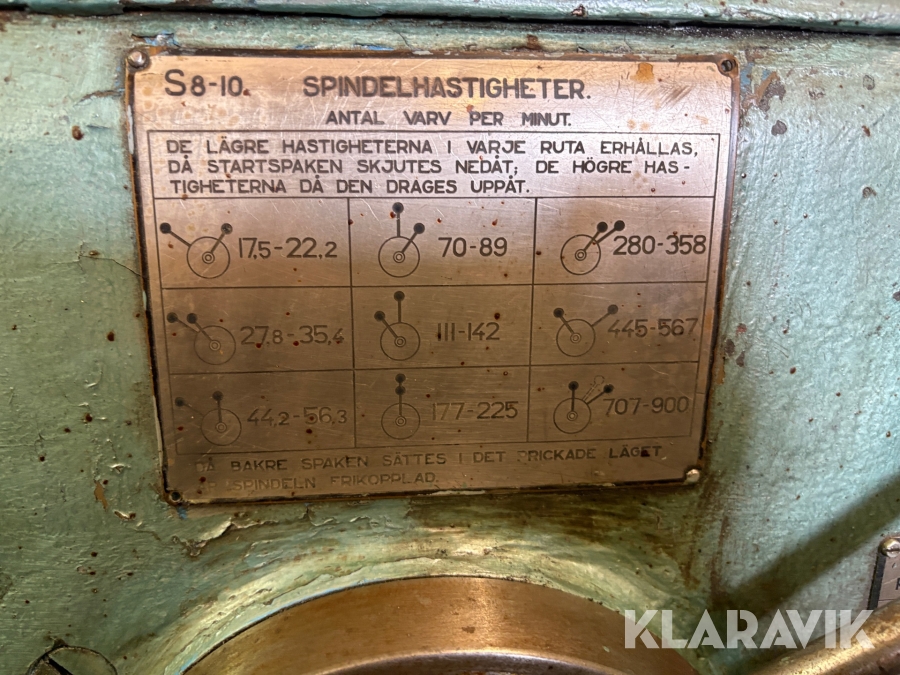 S8-10. SPINDELHASTIGHETER.
ANTAL VARV PER MINUT.
DE LÄGRE HASTIGHETERNA I VARJE RUTA ERHÅLLAS,
DÅ STARTSPAKEN SKJUTES NEDÅT; DE HÖGRE HAS-
TIGHETERNA DÅ DEN DRAGES UPPÅT.
17,5-22,2 70-89 280-358
27,8-35,4 111-142 445-567
44,2-56,3 177-225 707-900
DÅ BAKRE SPAKEN SÄTTES I DET PRICKADE LÄGET
SPINDELN FRIKOPPLAD.
KLARAVIK